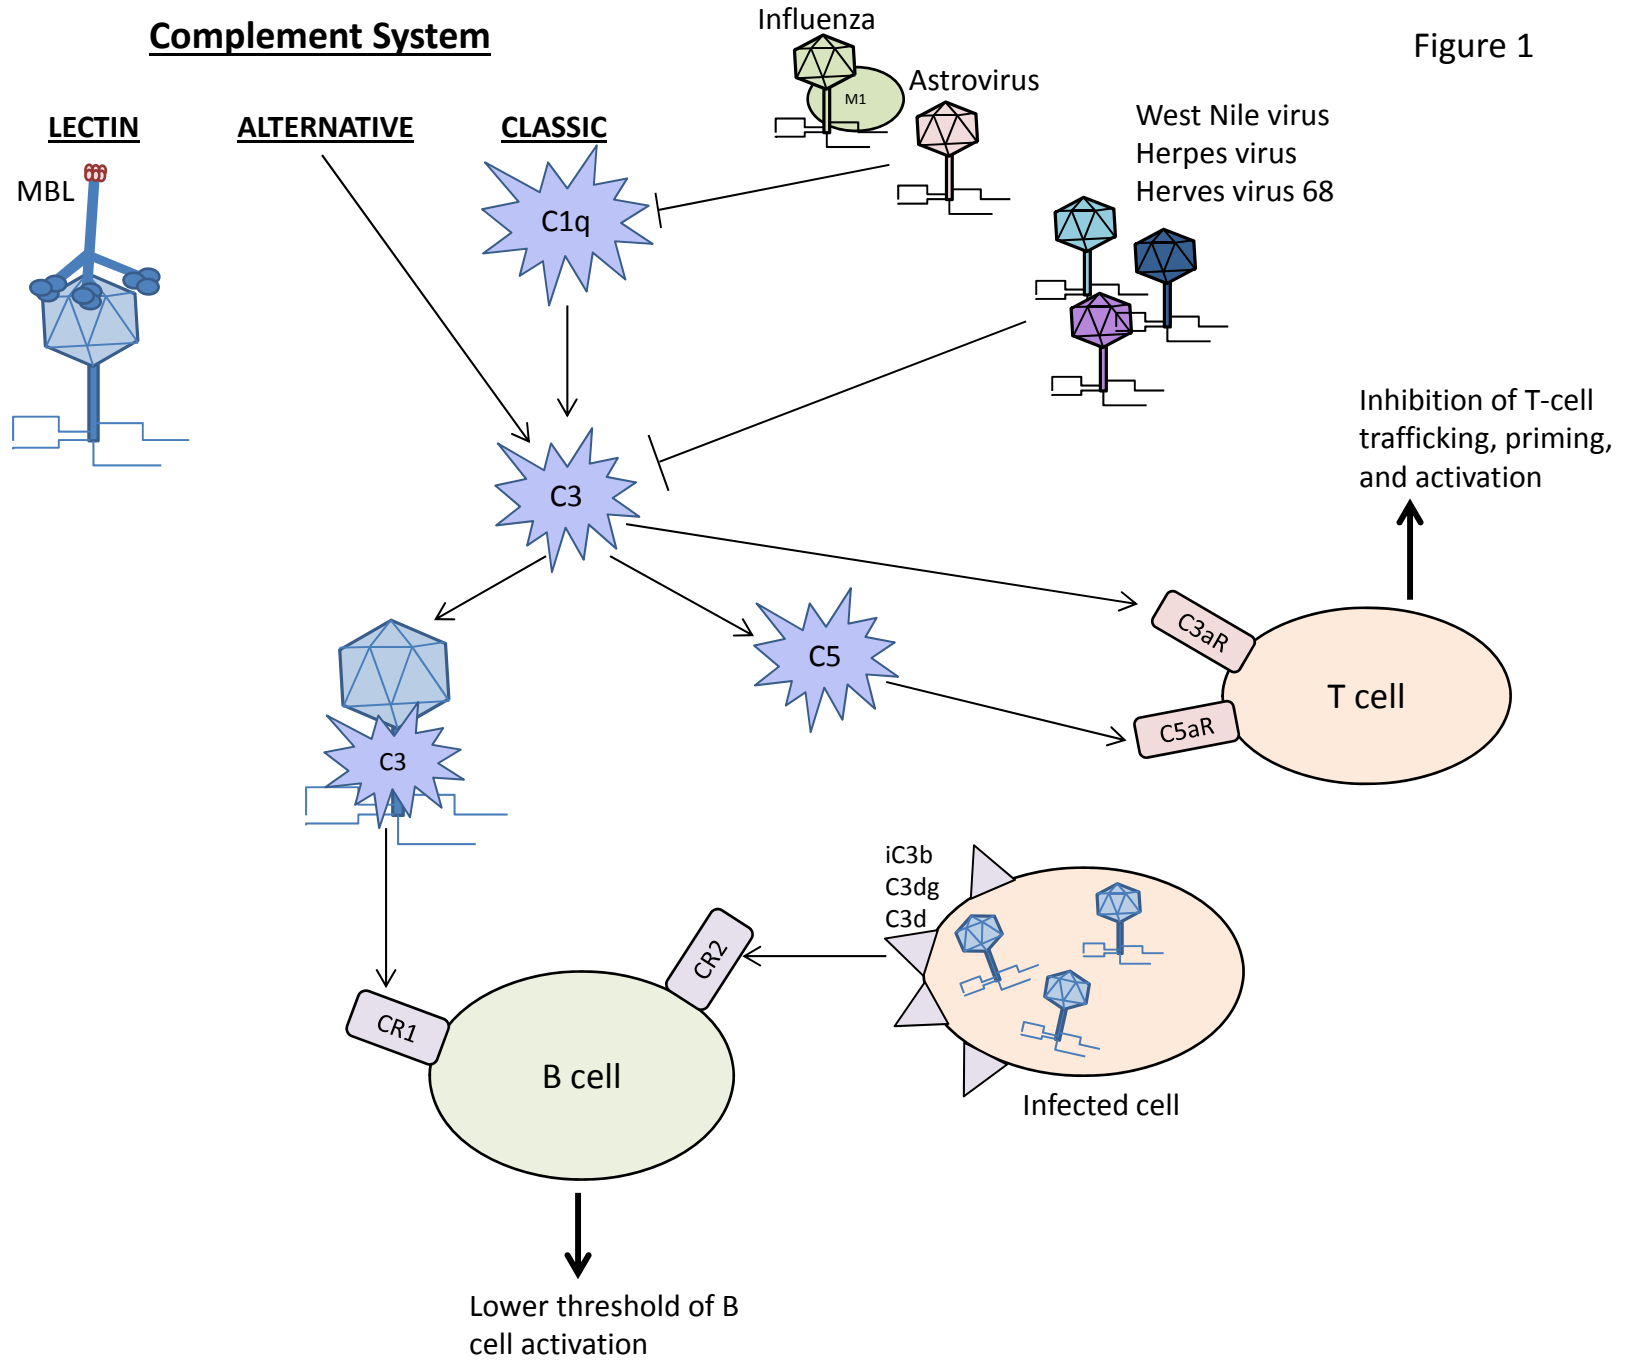 Complement System
Figure 1
Influenza
M1
Astrovirus
West Nile virus
Herpes virus
Herves virus 68
LECTIN
ALTERNATIVE
CLASSIC
MBL
C1q
C3
Inhibition of T-cell
trafficking, priming,
and activation
C3aR
C5aR
T cell
C5
C3
iC3b
C3dg
C3d
CR2
CR1
B cell
Infected cell
Lower threshold of B
cell activation